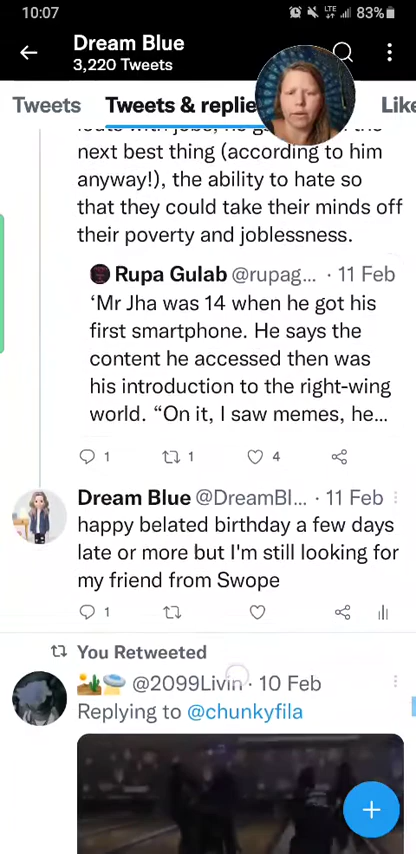 10:07 LTE 83%
Dream Blue
3,220 Tweets
Tweets Tweets & replie Like
next best thing (according to him
anyway!), the ability to hate so
that they could take their minds off
their poverty and joblessness.
Rupa Gulab @rupag... · 11 Feb
‘Mr Jha was 14 when he got his
first smartphone. He says the
content he accessed then was
his introduction to the right-wing
world. “On it, I saw memes, he...
1 1 4
Dream Blue @DreamBl... · 11 Feb
happy belated birthday a few days
late or more but I'm still looking for
my friend from Swope
1
You Retweeted
@2099Livin · 10 Feb
Replying to @chunkyfila